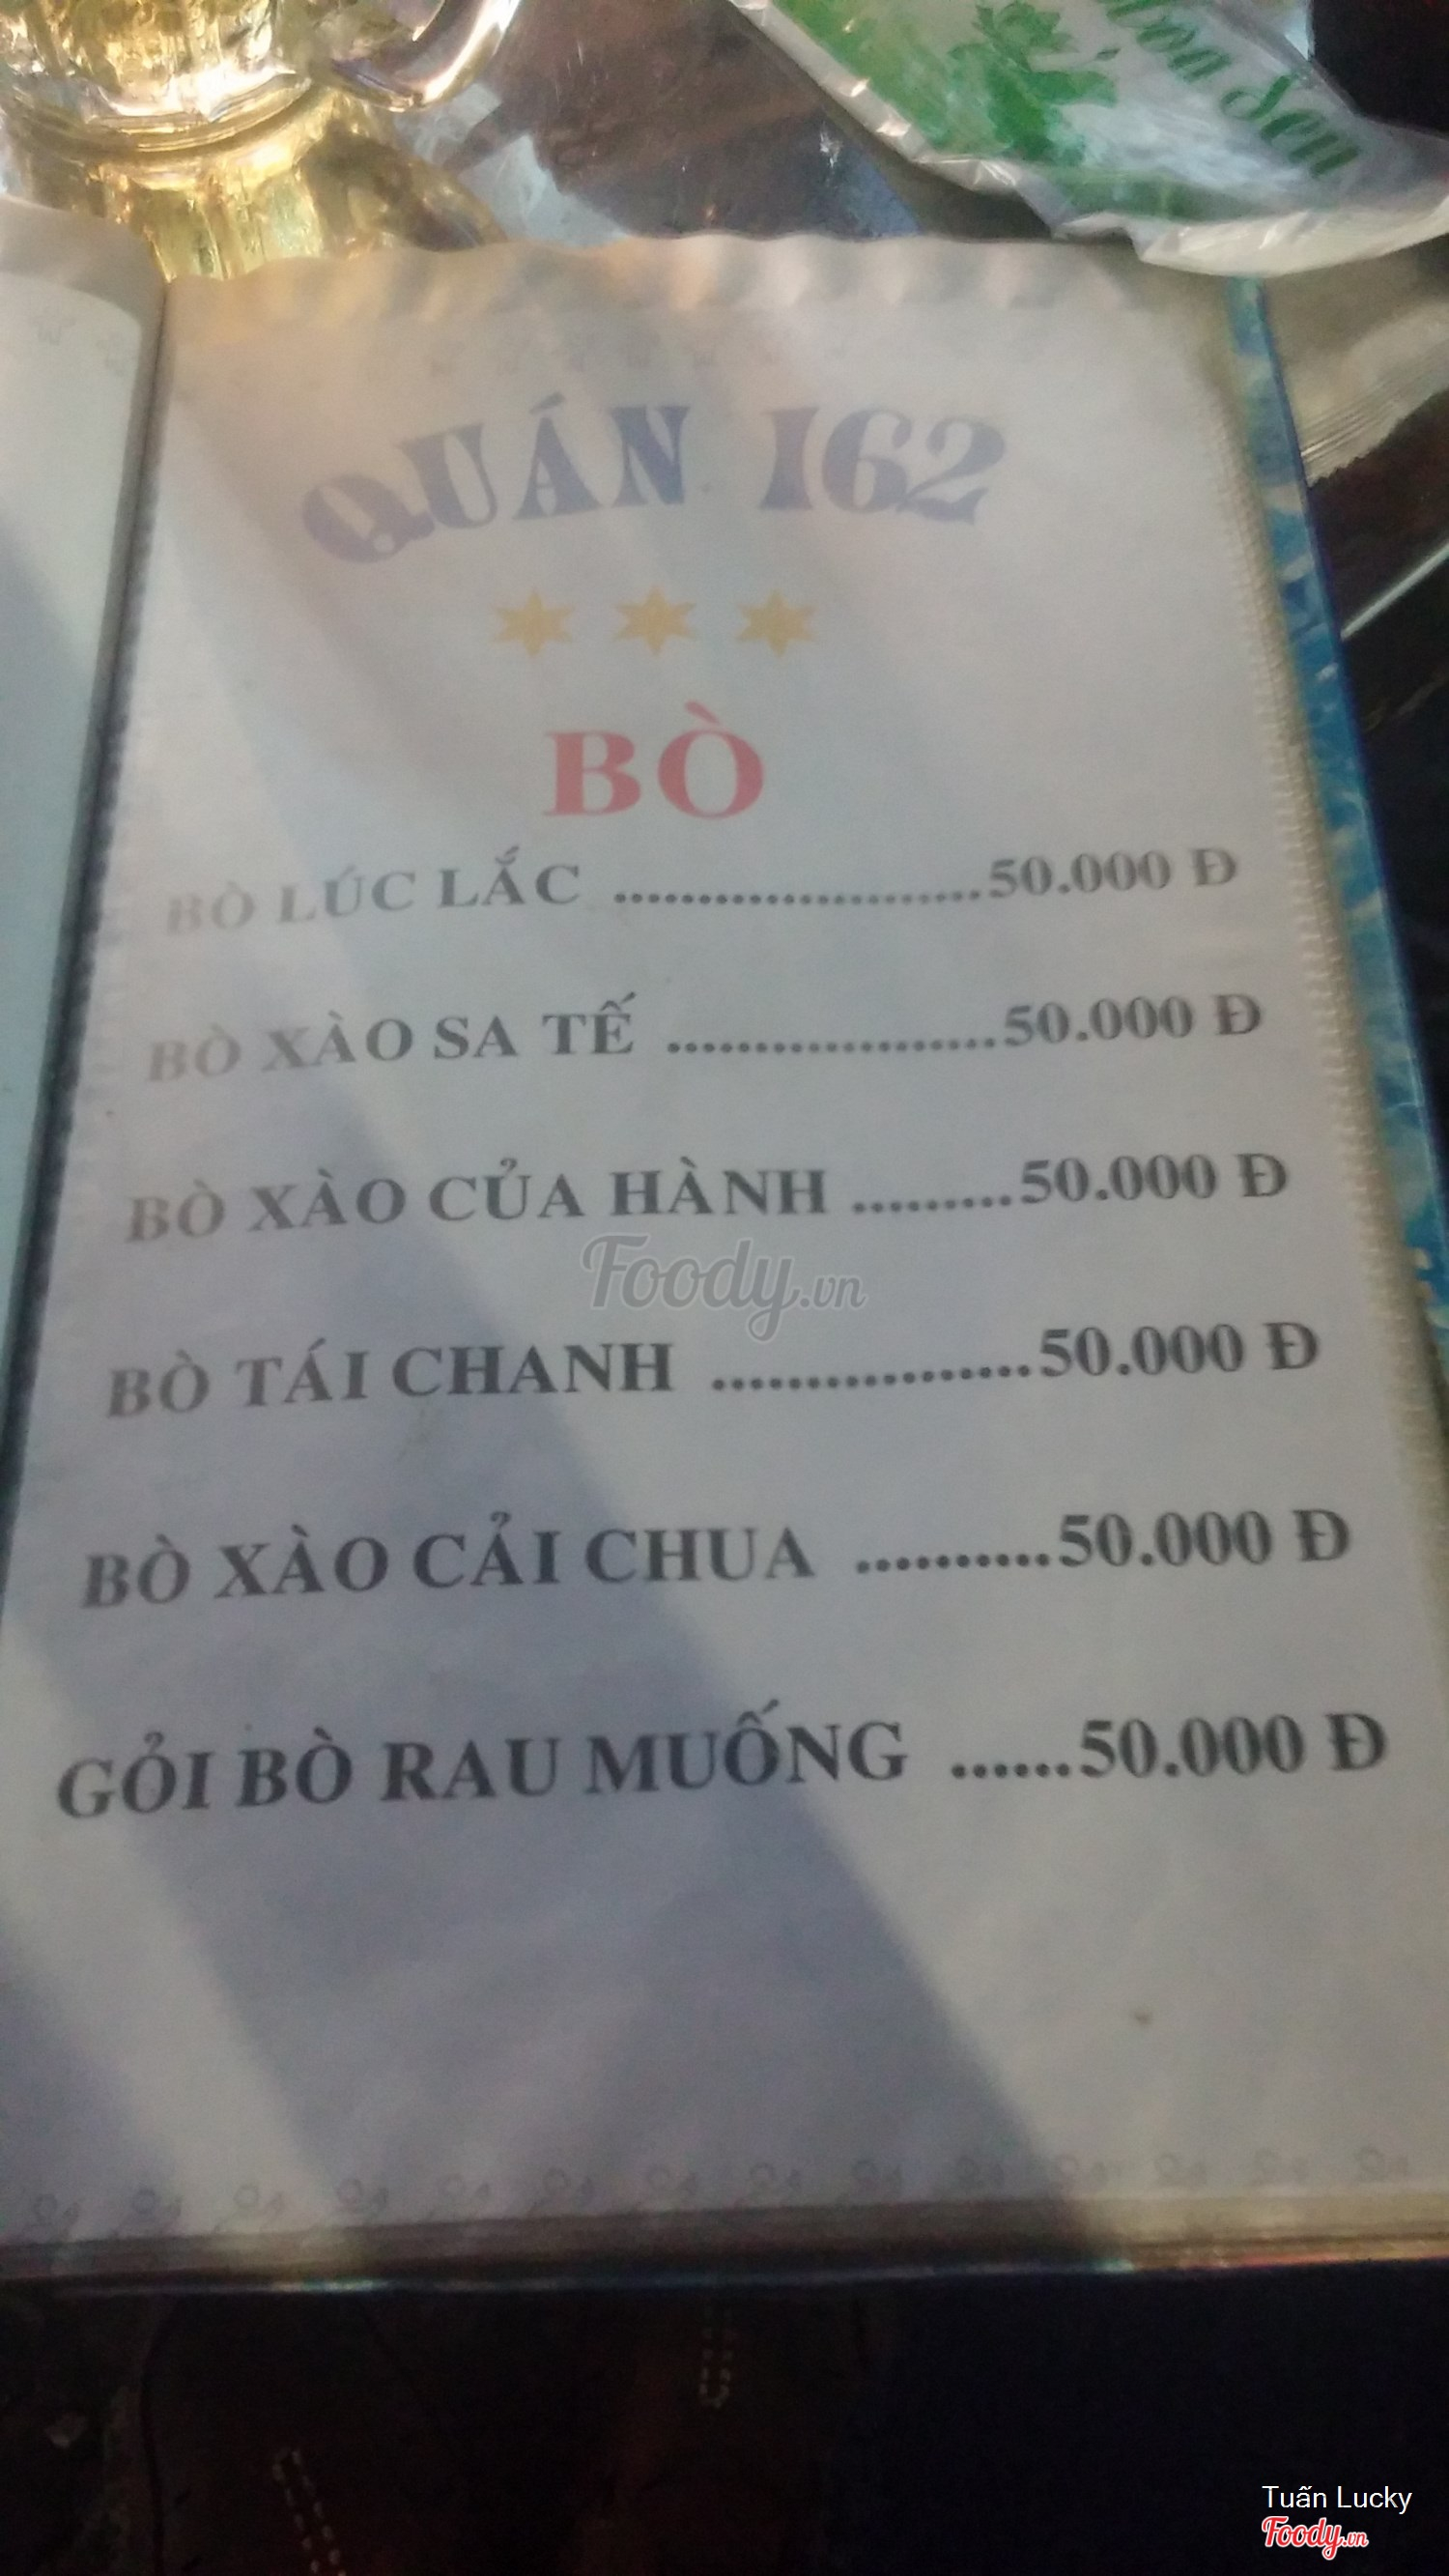 Hoa Sen
QUÁN 162
BÒ
BÒ LÚC LẮC ......................50.000 Đ
BÒ XÀO SA TẾ ....................50.000 Đ
BÒ XÀO CỦA HÀNH .........50.000 Đ
Foody.vn
BÒ TÁI CHANH .................50.000 Đ
BÒ XÀO CẢI CHUA ..........50.000 Đ
GỎI BÒ RAU MUỐNG ......50.000 Đ
Tuấn Lucky
Foody.vn